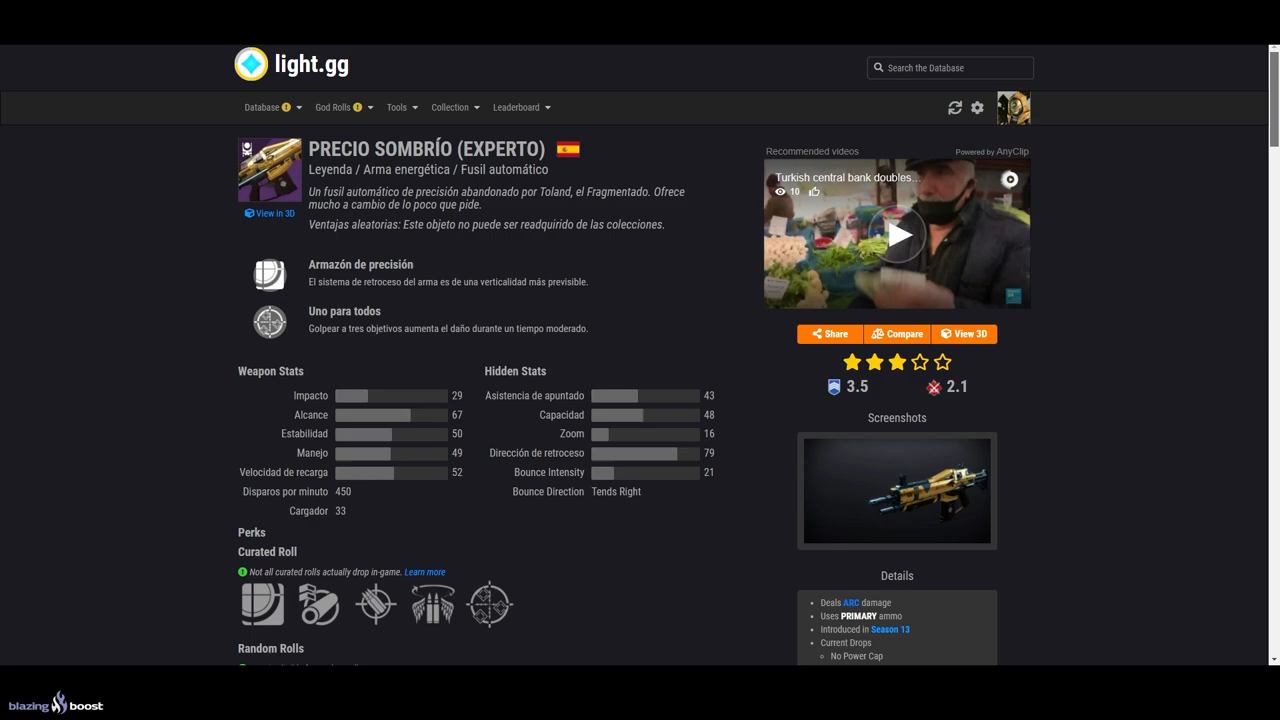 light.gg
Search the Database
Database God Rolls Tools Collection Leaderboard
PRECIO SOMBRÍO (EXPERTO)
Leyenda / Arma energética / Fusil automático
Un fusil automático de precisión abandonado por Toland, el Fragmentado. Ofrece
mucho a cambio de lo poco que pide.
Ventajas aleatorias: Este objeto no puede ser readquirido de las colecciones.
View in 3D
Armazón de precisión
El sistema de retroceso del arma es de una verticalidad más previsible.
Uno para todos
Golpear a tres objetivos aumenta el daño durante un tiempo moderado.
Weapon Stats
Impacto 29
Alcance 67
Estabilidad 50
Manejo 49
Velocidad de recarga 52
Disparos por minuto 450
Cargador 33
Hidden Stats
Asistencia de apuntado 43
Capacidad 48
Zoom 16
Dirección de retroceso 79
Bounce Intensity 21
Bounce Direction Tends Right
Perks
Curated Roll
Not all curated rolls actually drop in-game. Learn more
Random Rolls
Recommended videos Powered by AnyClip
Turkish central bank doubles...
10
Share Compare View 3D
3.5 2.1
Screenshots
Details
Deals ARC damage
Uses PRIMARY ammo
Introduced in Season 13
Current Drops
No Power Cap
blazing boost